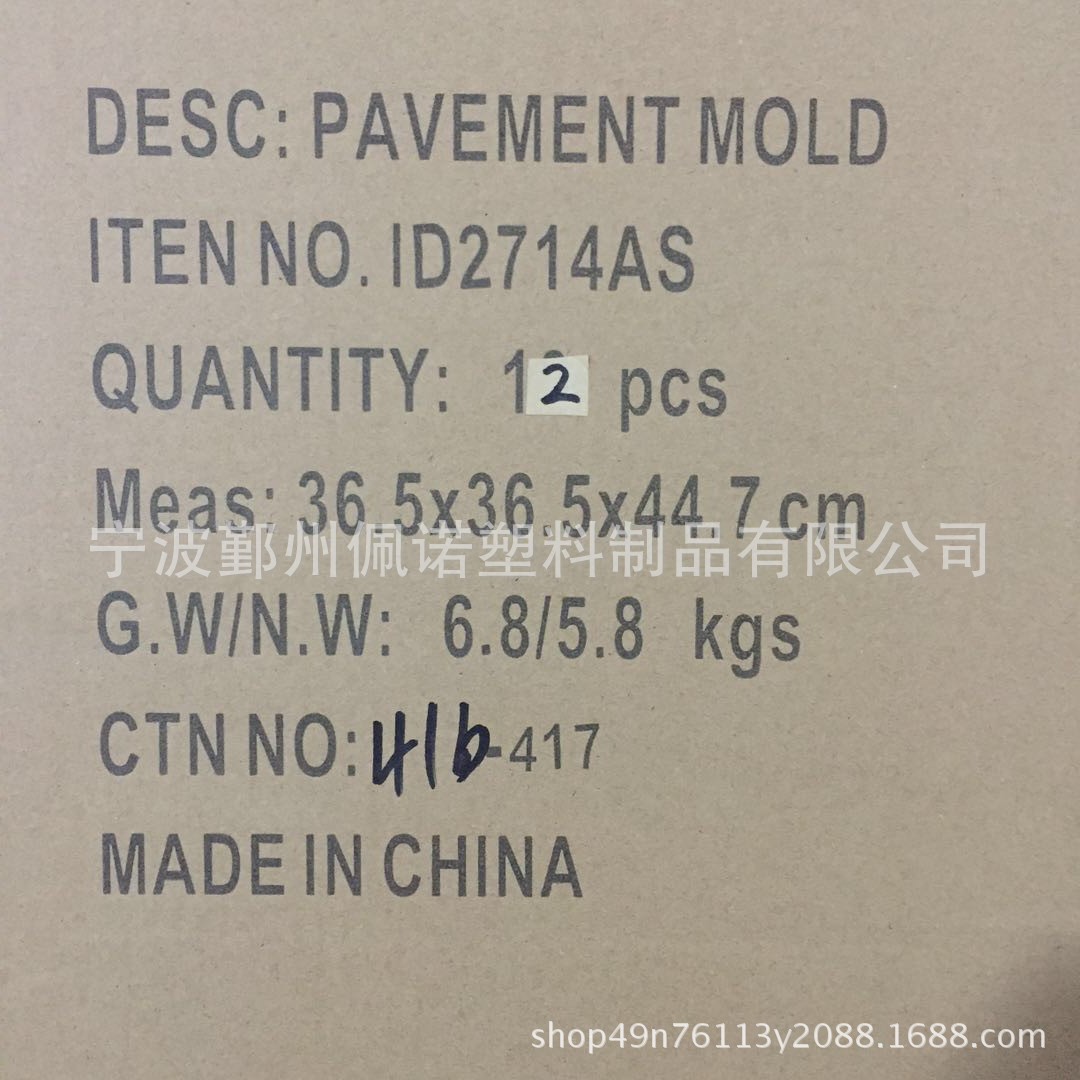 DESC: PAVEMENT MOLD
ITEN NO. ID2714AS
QUANTITY: 12 pcs
Meas: 36.5x36.5x44.7 cm
宁波鄞州佩诺塑料制品有限公司
G.W/N.W: 6.8/5.8 kgs
CTN NO: 416-417
MADE IN CHINA
shop49n76113y2088.1688.com